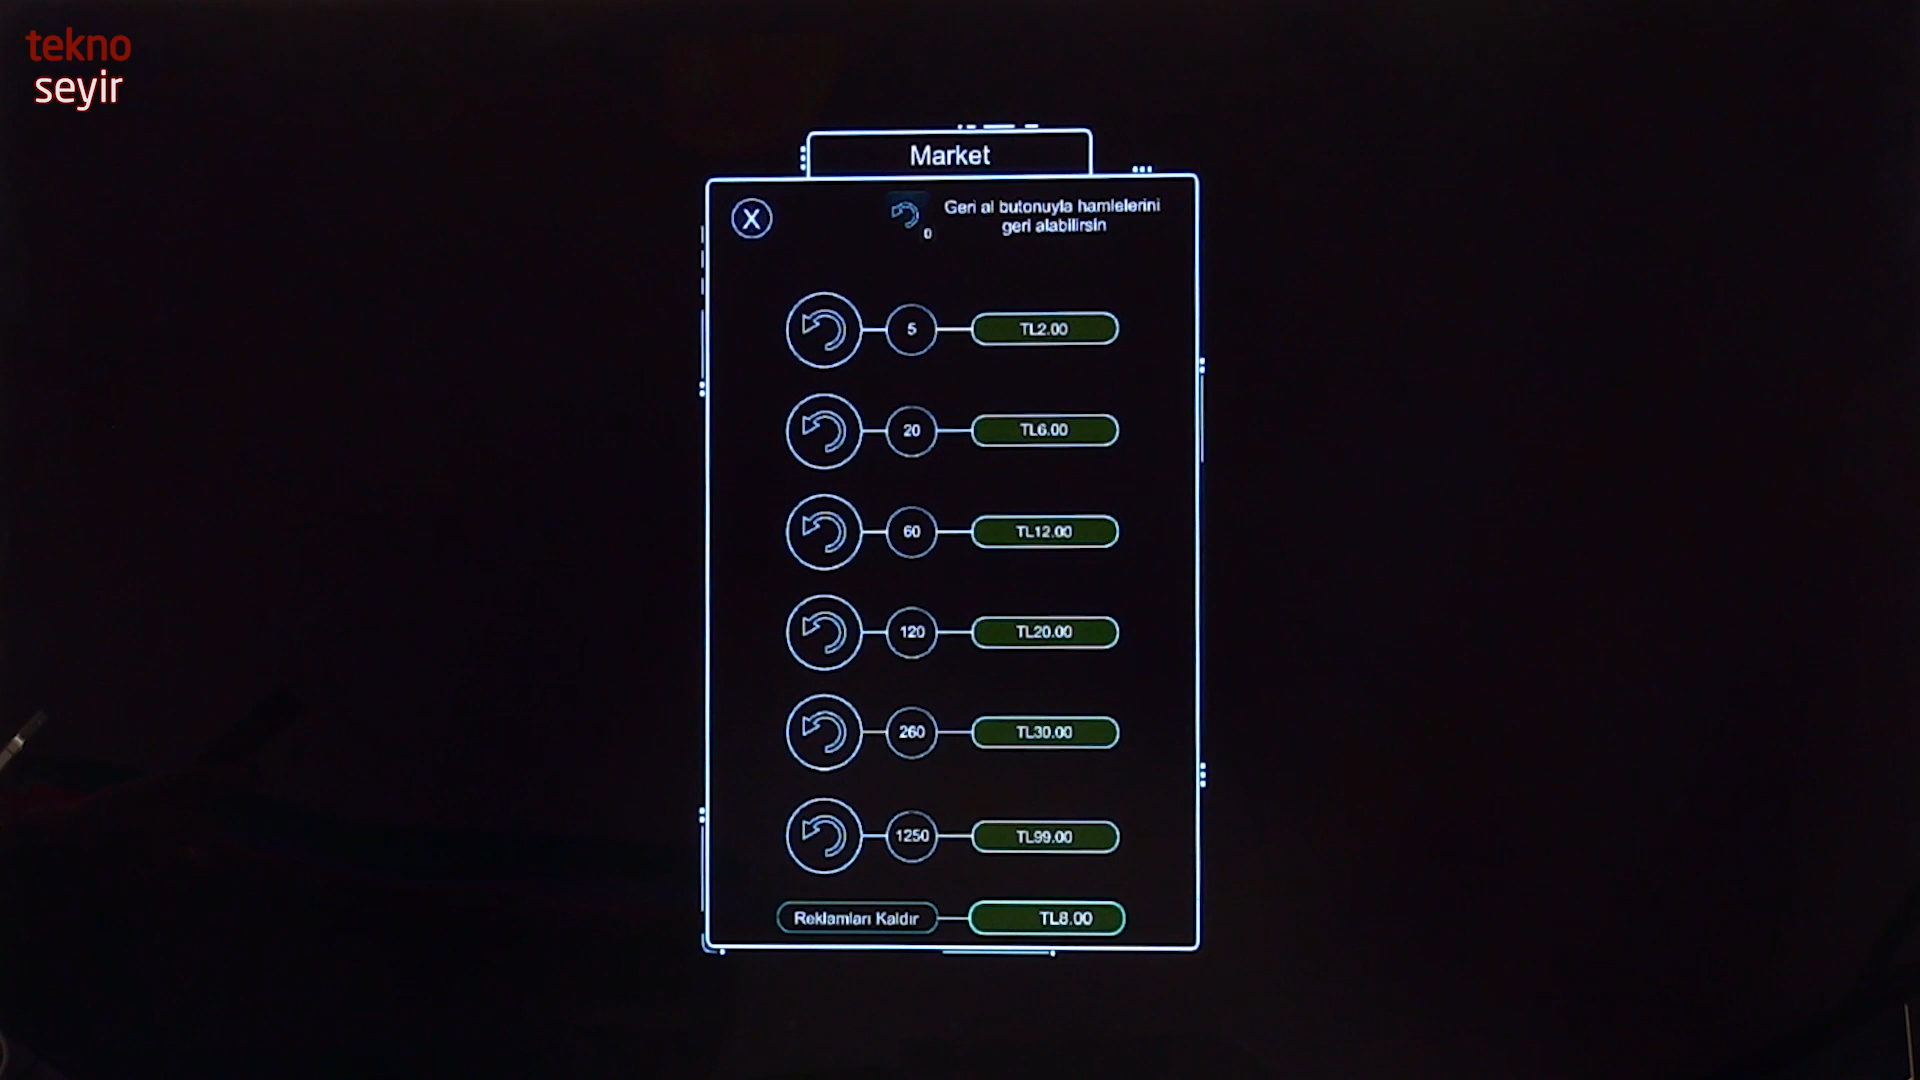 tekno
seyir
Market
X
Geri al butonuyla hamlelerini
geri alabilirsin
0
5 TL2.00
20 TL6.00
60 TL12.00
120 TL20.00
260 TL30.00
1250 TL99.00
Reklamları Kaldır TL8.00